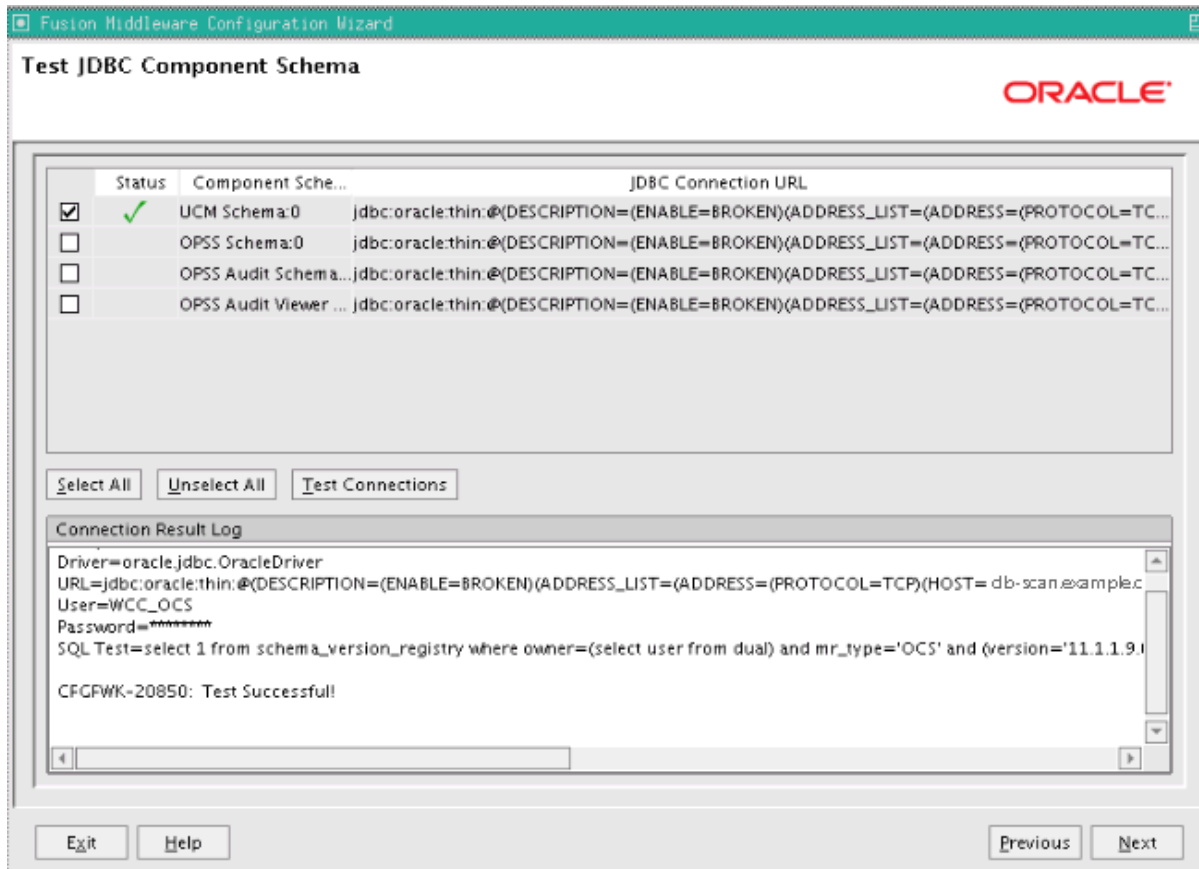 Fusion Middleware Configuration Wizard
Test JDBC Component Schema
ORACLE
Status Component Sche... JDBC Connection URL
UCM Schema:0 jdbc:oracle:thin:@(DESCRIPTION=(ENABLE=BROKEN)(ADDRESS_LIST=(ADDRESS=(PROTOCOL=TC...
OPSS Schema:0 jdbc:oracle:thin:@(DESCRIPTION=(ENABLE=BROKEN)(ADDRESS_LIST=(ADDRESS=(PROTOCOL=TC...
OPSS Audit Schema... jdbc:oracle:thin:@(DESCRIPTION=(ENABLE=BROKEN)(ADDRESS_LIST=(ADDRESS=(PROTOCOL=TC...
OPSS Audit Viewer ... jdbc:oracle:thin:@(DESCRIPTION=(ENABLE=BROKEN)(ADDRESS_LIST=(ADDRESS=(PROTOCOL=TC...
Select All Unselect All Test Connections
Connection Result Log
Driver=oracle.jdbc.OracleDriver
URL=jdbc:oracle:thin:@(DESCRIPTION=(ENABLE=BROKEN)(ADDRESS_LIST=(ADDRESS=(PROTOCOL=TCP)(HOST= db-scan.example.c
User=WCC_OCS
Password=********
SQL Test=select 1 from schema_version_registry where owner=(select user from dual) and mr_type='OCS' and (version='11.1.1.9.
CFGFWK-20850: Test Successful!
Exit Help Previous Next